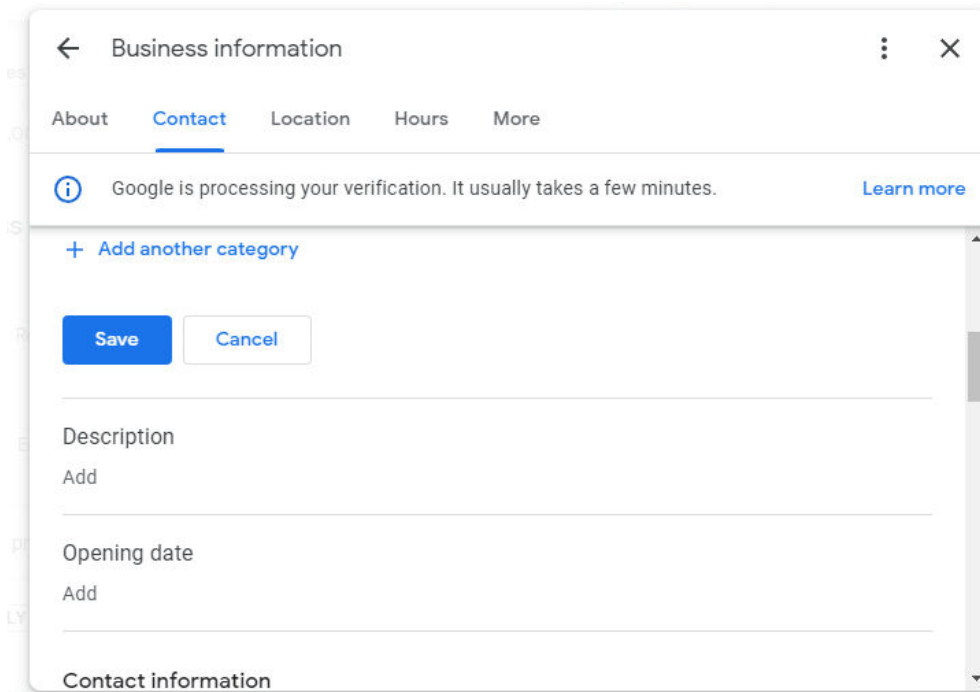 Business information
About Contact Location Hours More
Google is processing your verification. It usually takes a few minutes. Learn more
+ Add another category
Save Cancel
Description
Add
Opening date
Add
Contact information